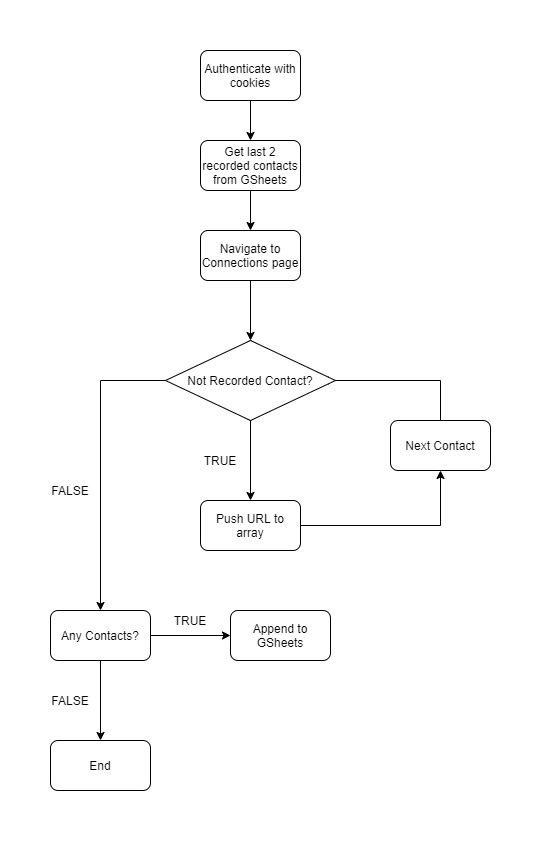 Authenticate with
cookies
Get last 2
recorded contacts
from GSheets
Navigate to
Connections page
Not Recorded Contact?
Next Contact
TRUE
FALSE
Push URL to
array
Any Contacts?
TRUE
Append to
GSheets
FALSE
End